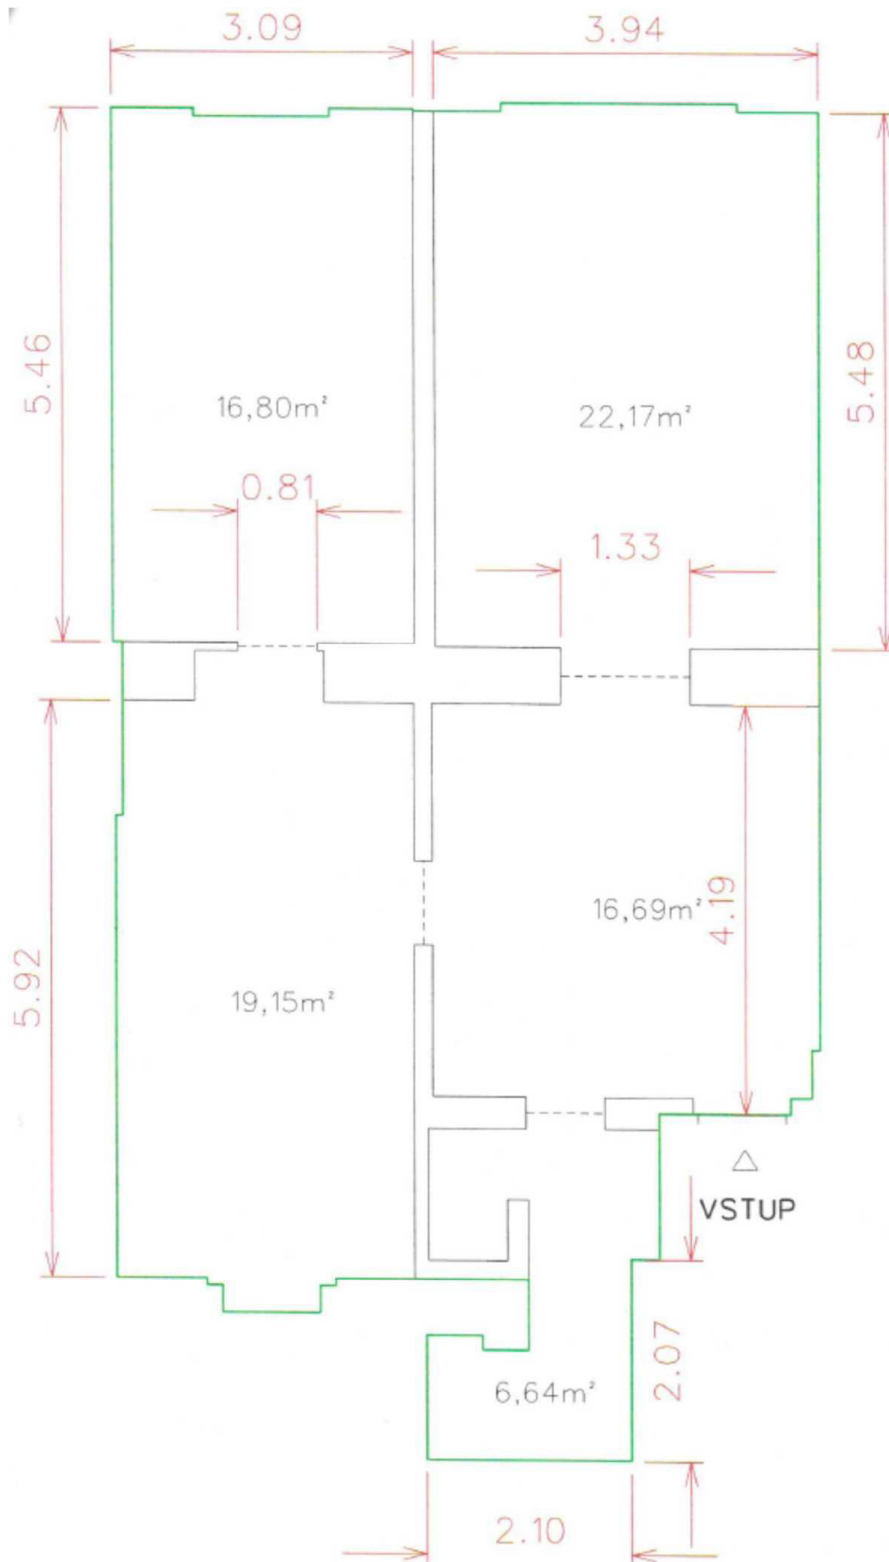 3.09
3.94
5.46
5.48
16,80m²
22,17m²
0.81
1.33
5.92
4.19
16,69m²
19,15m²
VSTUP
2.07
6,64m²
2.10